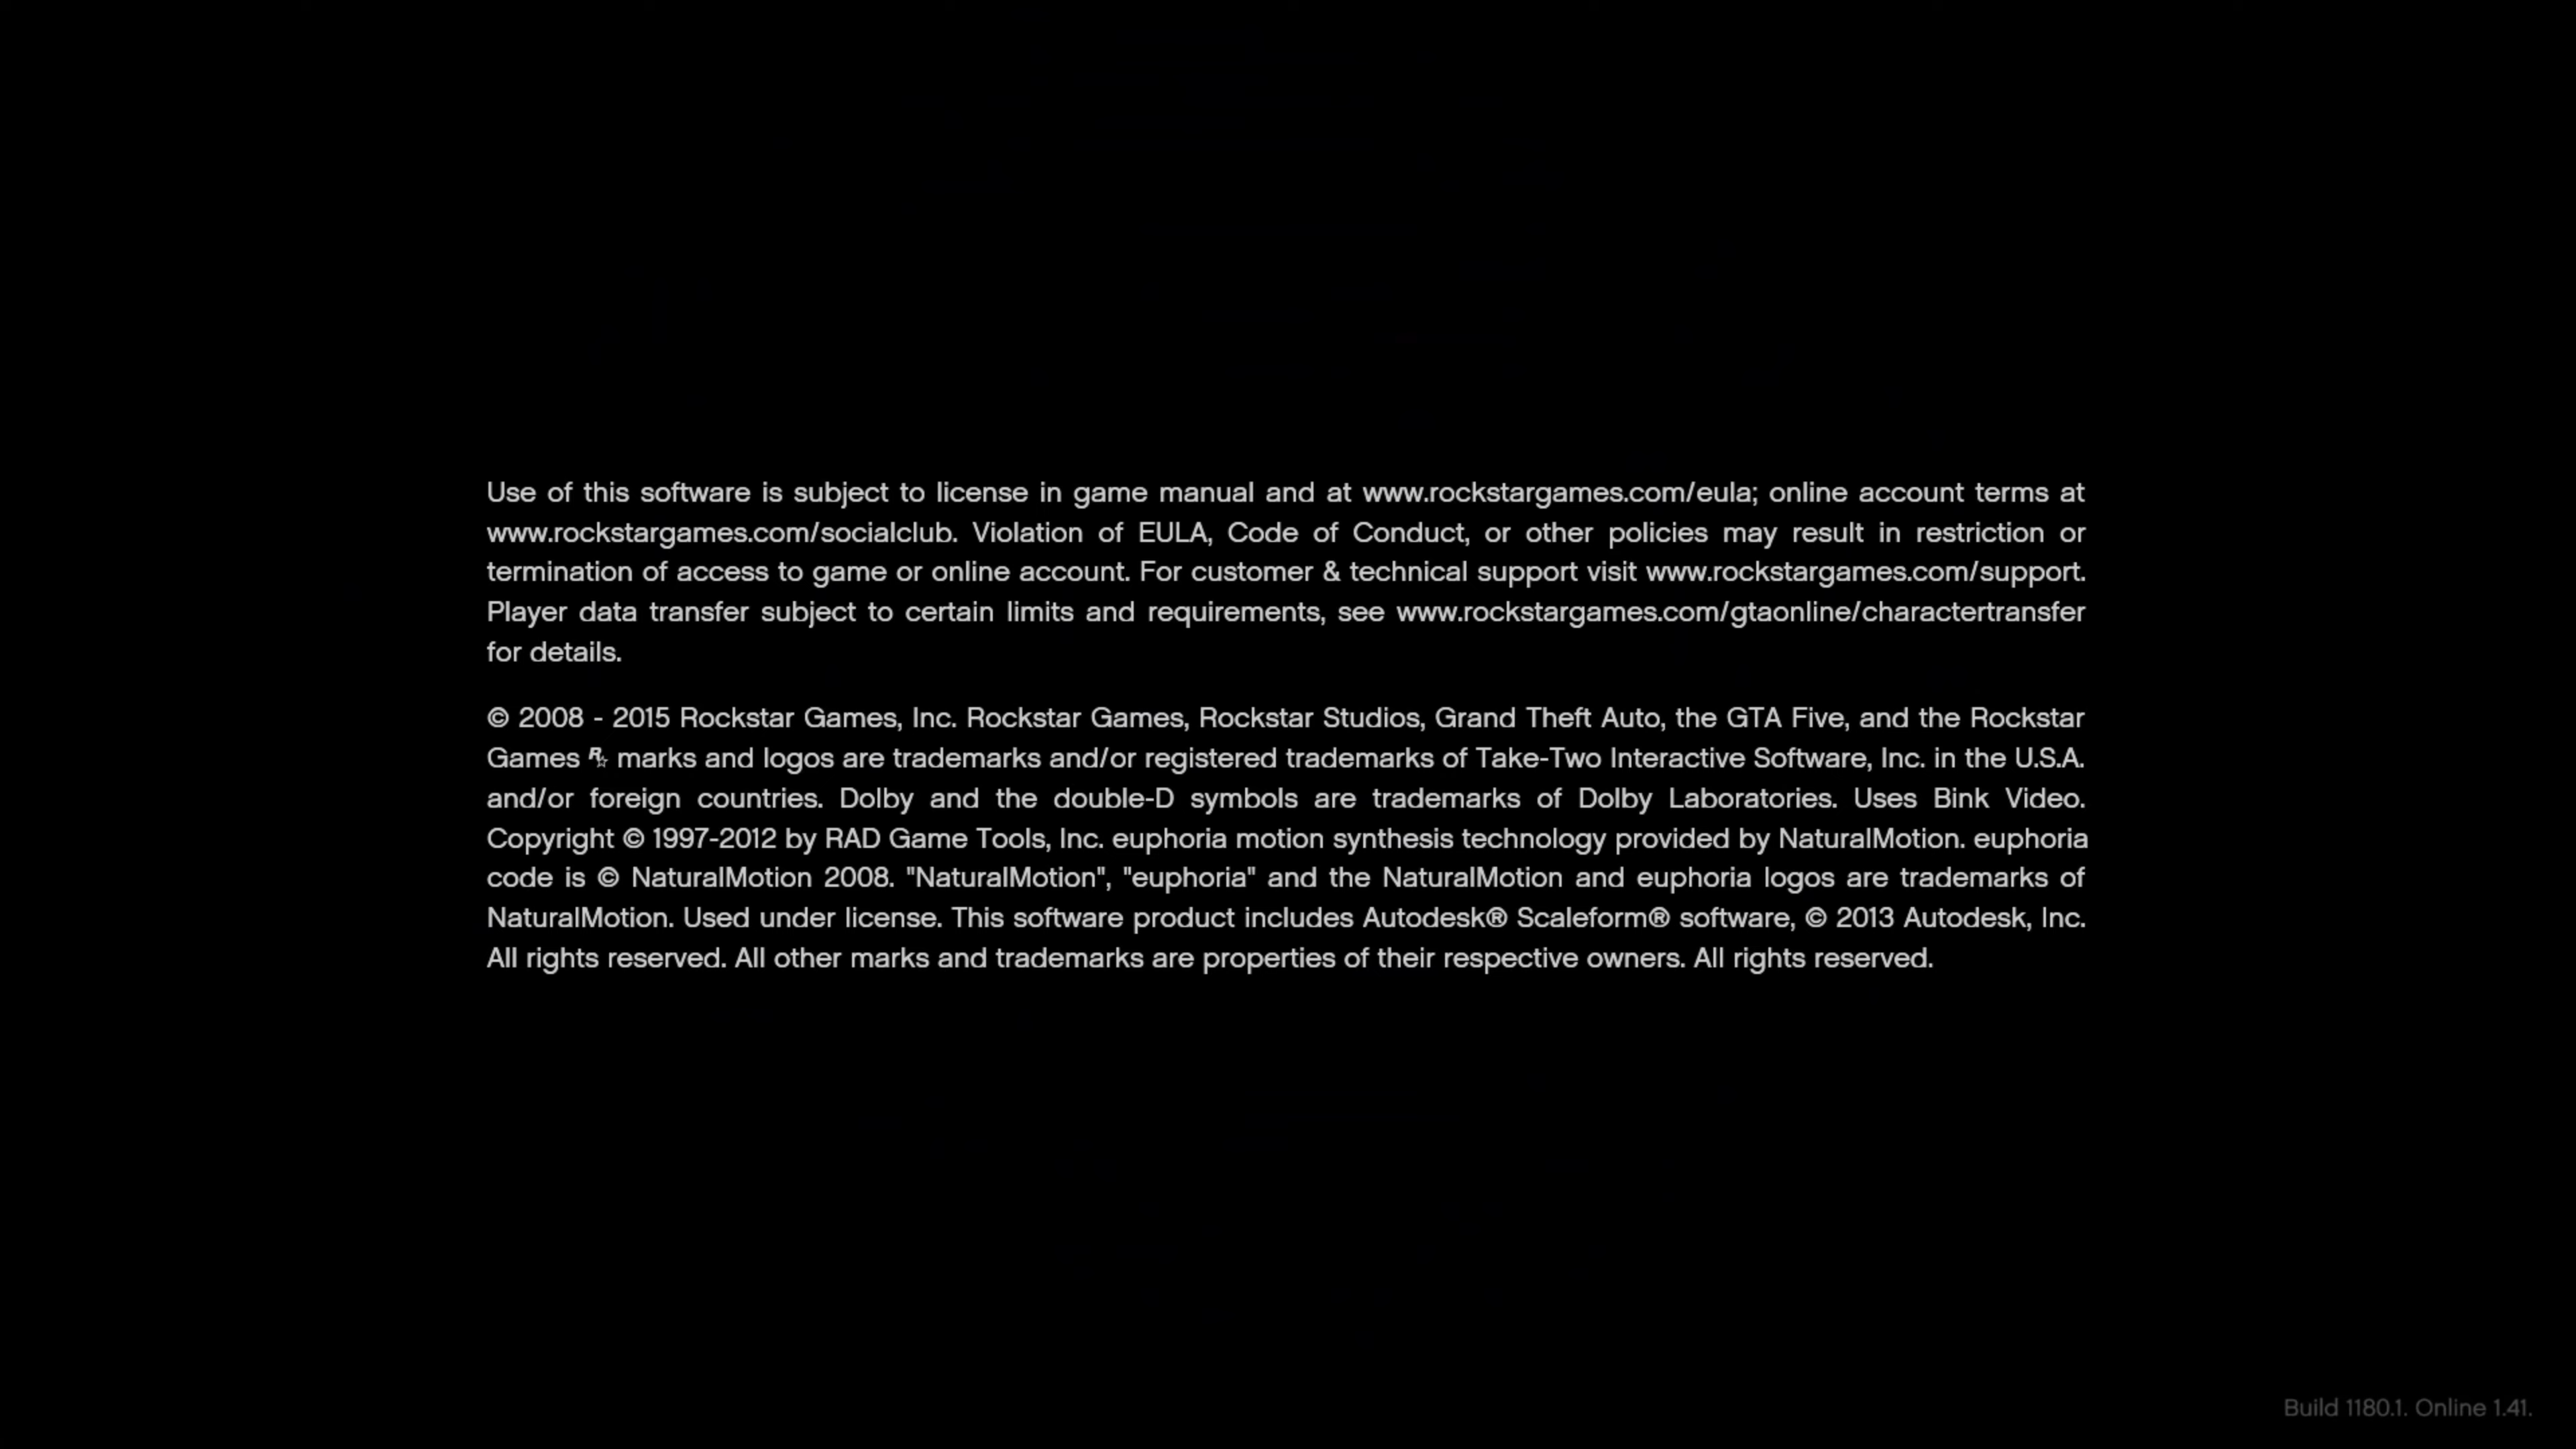 Use of this software is subject to license in game manual and at www.rockstargames.com/eula; online account terms at
www.rockstargames.com/socialclub. Violation of EULA, Code of Conduct, or other policies may result in restriction or
termination of access to game or online account. For customer & technical support visit www.rockstargames.com/support.
Player data transfer subject to certain limits and requirements, see www.rockstargames.com/gtaonline/charactertransfer
for details.
© 2008 - 2015 Rockstar Games, Inc. Rockstar Games, Rockstar Studios, Grand Theft Auto, the GTA Five, and the Rockstar
Games R☆ marks and logos are trademarks and/or registered trademarks of Take-Two Interactive Software, Inc. in the U.S.A.
and/or foreign countries. Dolby and the double-D symbols are trademarks of Dolby Laboratories. Uses Bink Video.
Copyright © 1997-2012 by RAD Game Tools, Inc. euphoria motion synthesis technology provided by NaturalMotion. euphoria
code is © NaturalMotion 2008. "NaturalMotion", "euphoria" and the NaturalMotion and euphoria logos are trademarks of
NaturalMotion. Used under license. This software product includes Autodesk® Scaleform® software, © 2013 Autodesk, Inc.
All rights reserved. All other marks and trademarks are properties of their respective owners. All rights reserved.
Build 1180.1. Online 1.41.